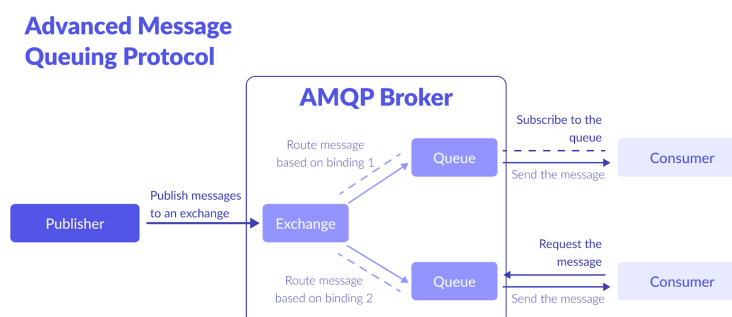 Advanced Message
Queuing Protocol
AMQP Broker
Subscribe to the
queue
Route message
based on binding 1
Queue
Consumer
Send the message
Publish messages
to an exchange
Publisher
Exchange
Request the
message
Route message
based on binding 2
Queue
Consumer
Send the message